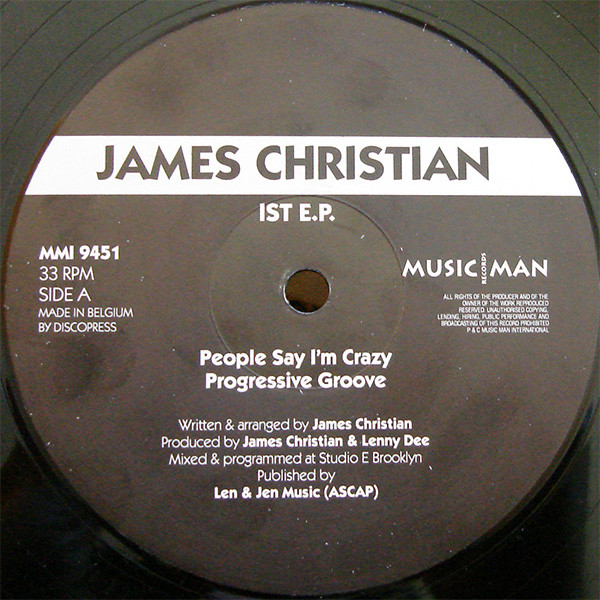 JAMES CHRISTIAN
IST E.P.
MMI 9451
33 RPM
SIDE A
MADE IN BELGIUM
BY DISCOPRESS
MUSIC RECORDS MAN
ALL RIGHTS OF THE PRODUCER AND OF THE
OWNER OF THE WORK REPRODUCED
RESERVED. UNAUTHORISED COPYING,
LENDING, HIRING, PUBLIC PERFORMANCE AND
BROADCASTING OF THIS RECORD PROHIBITED
P & C MUSIC MAN INTERNATIONAL
People Say I'm Crazy
Progressive Groove
Written & arranged by James Christian
Produced by James Christian & Lenny Dee
Mixed & programmed at Studio E Brooklyn
Published by
Len & Jen Music (ASCAP)